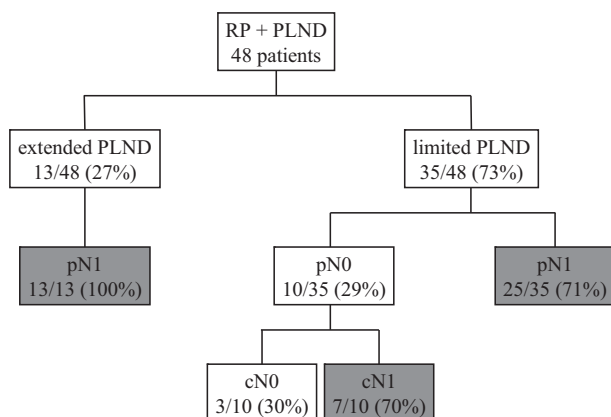 RP + PLND
48 patients
extended PLND
13/48 (27%)
limited PLND
35/48 (73%)
pN1
13/13 (100%)
pN0
10/35 (29%)
pN1
25/35 (71%)
cN0
3/10 (30%)
cN1
7/10 (70%)